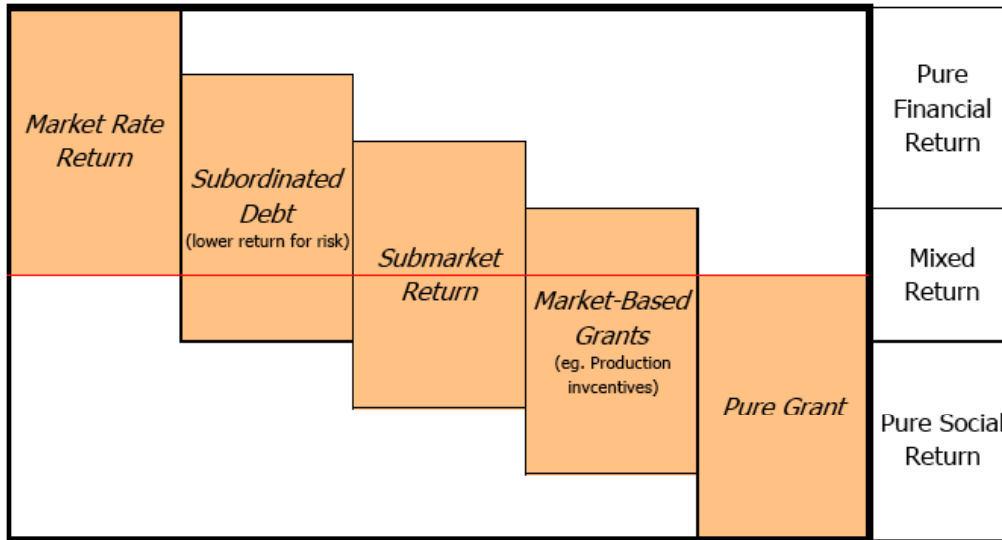 Market Rate
Return
Subordinated
Debt
(lower return for risk)
Submarket
Return
Market-Based
Grants
(eg. Production
invcentives)
Pure Grant
Pure
Financial
Return
Mixed
Return
Pure Social
Return